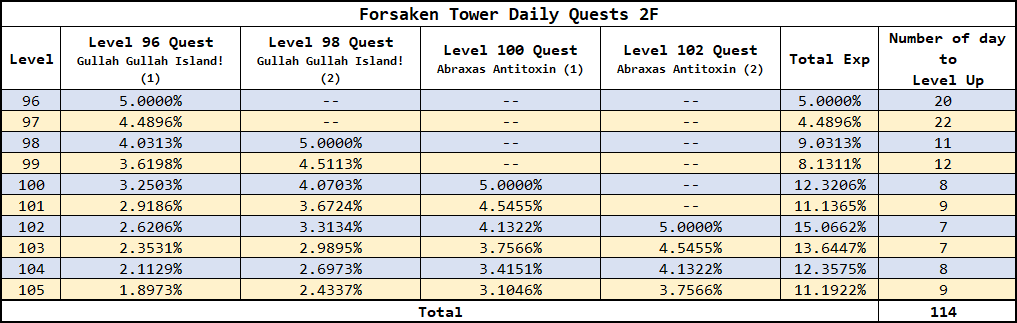 Forsaken Tower Daily Quests 2F
Level | Level 96 Quest Gullah Gullah Island! (1) | Level 98 Quest Gullah Gullah Island! (2) | Level 100 Quest Abraxas Antitoxin (1) | Level 102 Quest Abraxas Antitoxin (2) | Total Exp | Number of day to Level Up
96 | 5.0000% | -- | -- | -- | 5.0000% | 20
97 | 4.4896% | -- | -- | -- | 4.4896% | 22
98 | 4.0313% | 5.0000% | -- | -- | 9.0313% | 11
99 | 3.6198% | 4.5113% | -- | -- | 8.1311% | 12
100 | 3.2503% | 4.0703% | 5.0000% | -- | 12.3206% | 8
101 | 2.9186% | 3.6724% | 4.5455% | -- | 11.1365% | 9
102 | 2.6206% | 3.3134% | 4.1322% | 5.0000% | 15.0662% | 7
103 | 2.3531% | 2.9895% | 3.7566% | 4.5455% | 13.6447% | 7
104 | 2.1129% | 2.6973% | 3.4151% | 4.1322% | 12.3575% | 8
105 | 1.8973% | 2.4337% | 3.1046% | 3.7566% | 11.1922% | 9
Total | 114